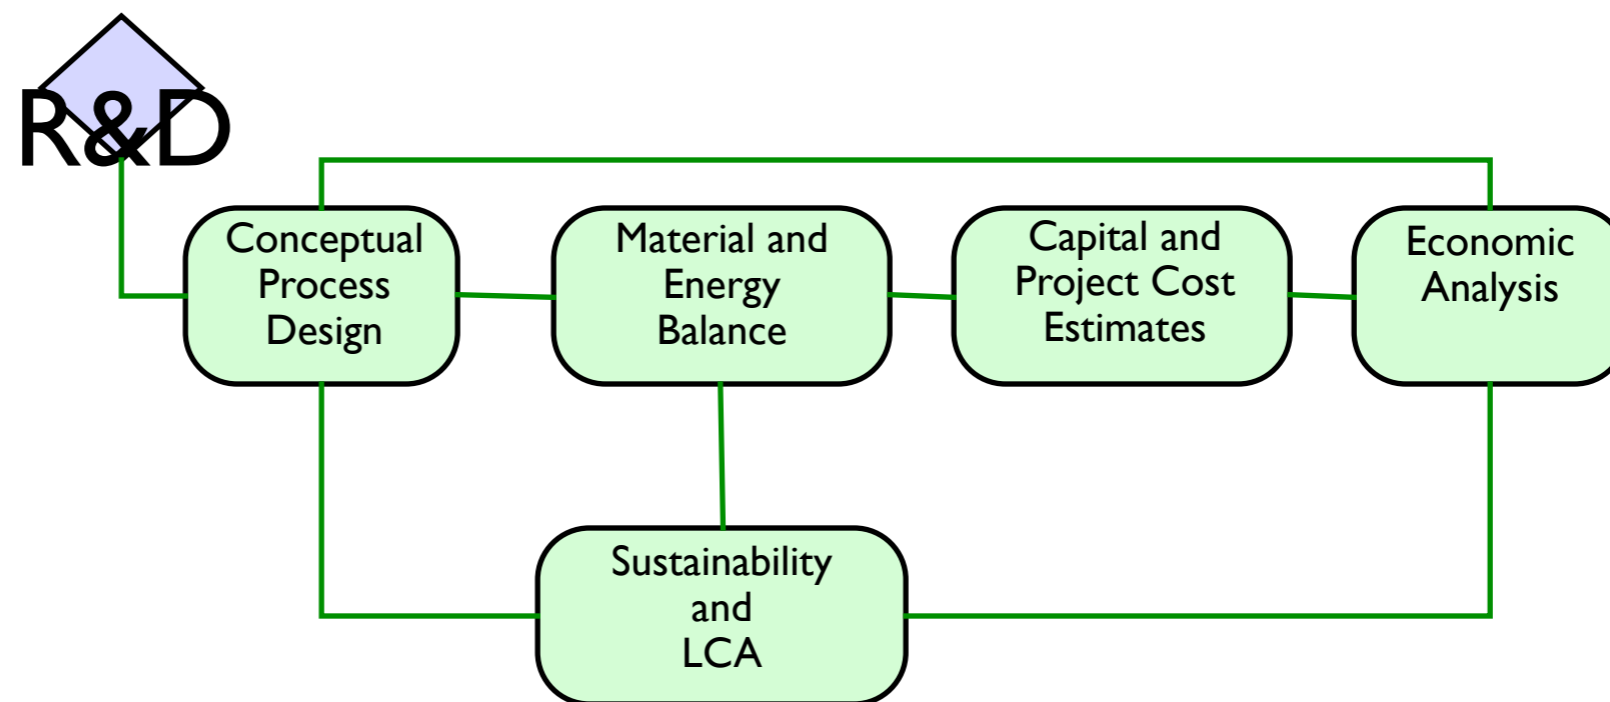 R&D
Conceptual
Process
Design
Material and
Energy
Balance
Capital and
Project Cost
Estimates
Economic
Analysis
Sustainability
and
LCA